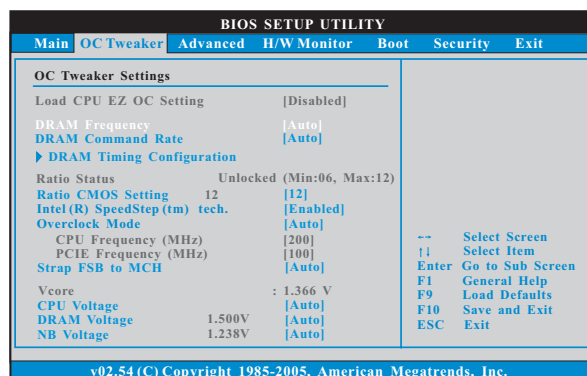 BIOS SETUP UTILITY
Main OC Tweaker Advanced H/W Monitor Boot Security Exit
OC Tweaker Settings
Load CPU EZ OC Setting [Disabled]
DRAM Frequency [Auto]
DRAM Command Rate [Auto]
DRAM Timing Configuration
Ratio Status Unlocked (Min:06, Max:12)
Ratio CMOS Setting 12 [12]
Intel (R) SpeedStep (tm) tech. [Enabled]
Overclock Mode [Auto]
CPU Frequency (MHz) [200]
PCIE Frequency (MHz) [100]
Strap FSB to MCH [Auto]
Vcore : 1.366 V
CPU Voltage [Auto]
DRAM Voltage 1.500V [Auto]
NB Voltage 1.238V [Auto]
←→ Select Screen
↑↓ Select Item
Enter Go to Sub Screen
F1 General Help
F9 Load Defaults
F10 Save and Exit
ESC Exit
v02.54 (C) Copyright 1985-2005, American Megatrends, Inc.